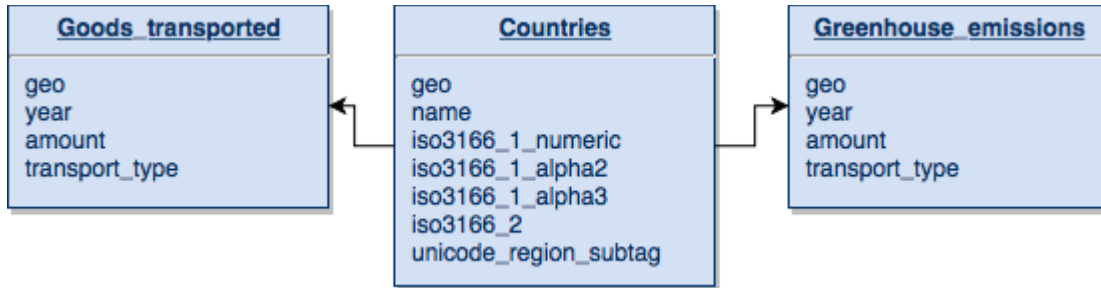 Goods_transported
geo
year
amount
transport_type
Countries
geo
name
iso3166_1_numeric
iso3166_1_alpha2
iso3166_1_alpha3
iso3166_2
unicode_region_subtag
Greenhouse_emissions
geo
year
amount
transport_type